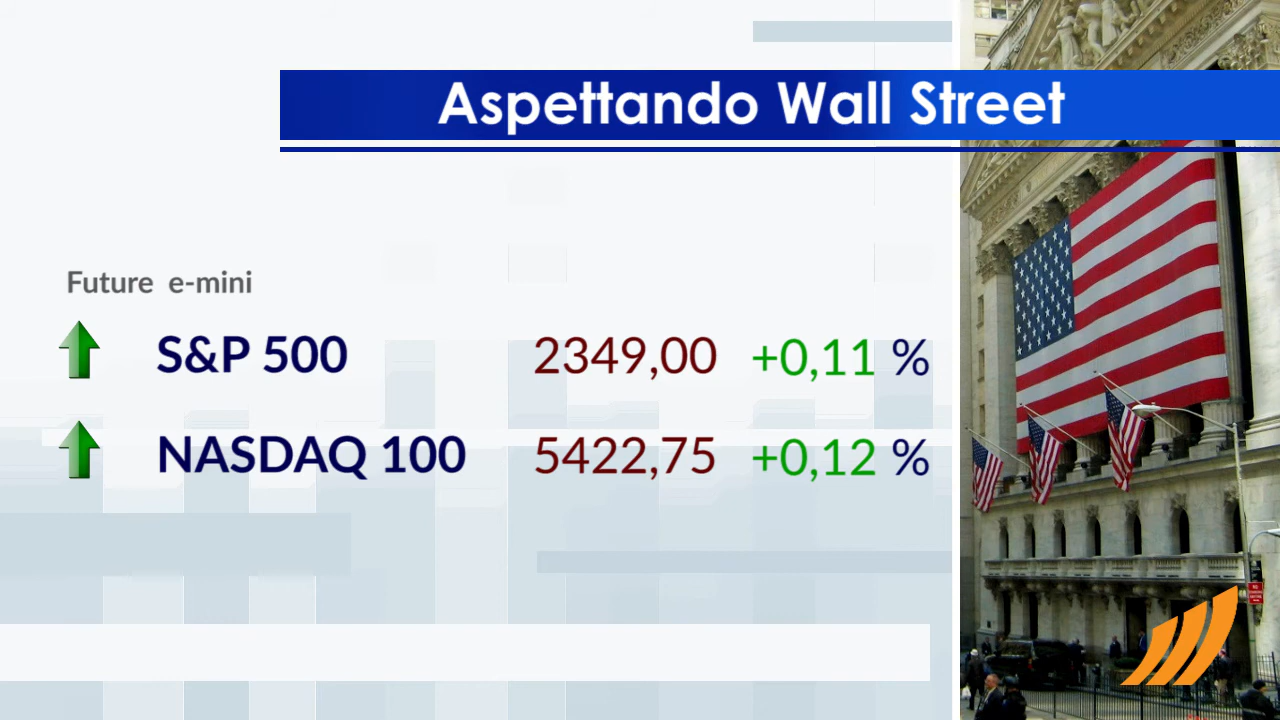 Aspettando Wall Street
Future e-mini
S&P 500 2349,00 +0,11 %
NASDAQ 100 5422,75 +0,12 %